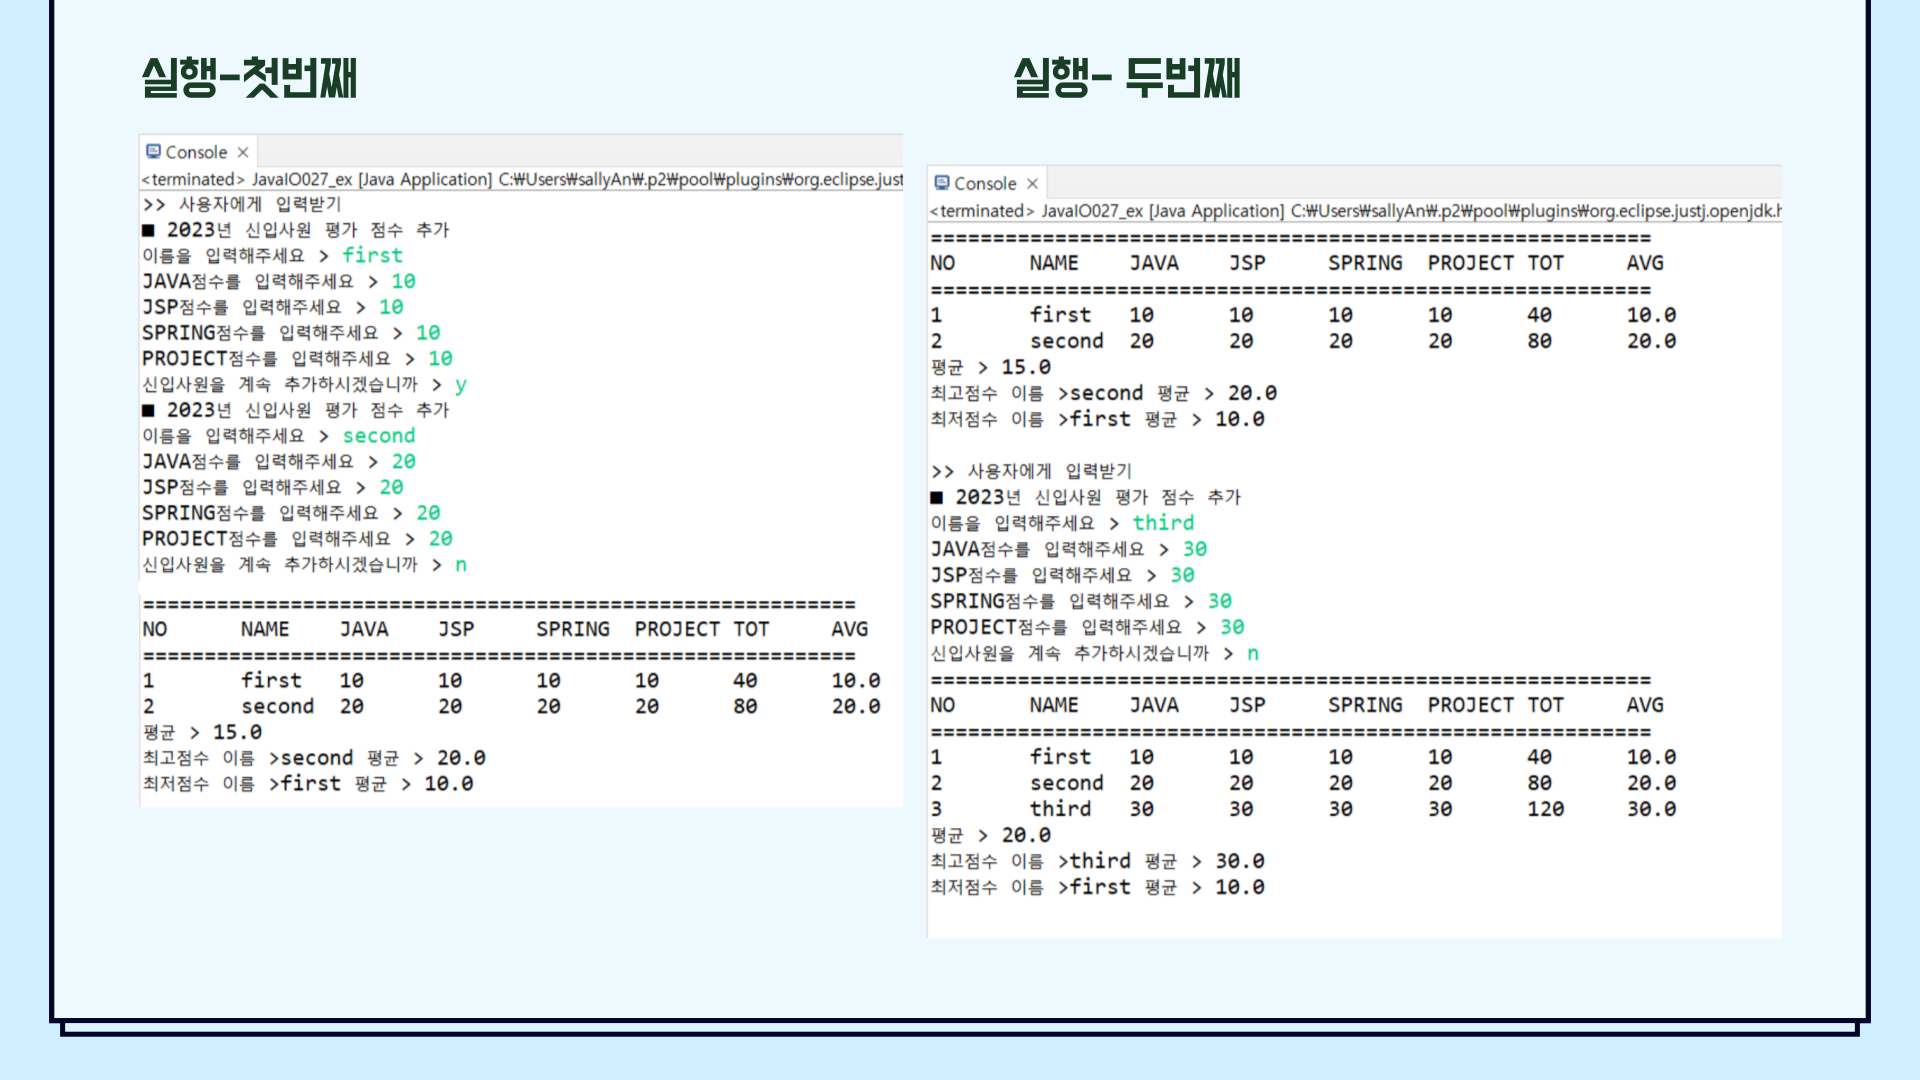 실행-첫번째
Console
<terminated> JavaIO027_ex [Java Application] C:₩Users₩sallyAn₩.p2₩pool₩plugins₩org.eclipse.just
>> 사용자에게 입력받기
■ 2023년 신입사원 평가 점수 추가
이름을 입력해주세요 > first
JAVA점수를 입력해주세요 > 10
JSP점수를 입력해주세요 > 10
SPRING점수를 입력해주세요 > 10
PROJECT점수를 입력해주세요 > 10
신입사원을 계속 추가하시겠습니까 > y
■ 2023년 신입사원 평가 점수 추가
이름을 입력해주세요 > second
JAVA점수를 입력해주세요 > 20
JSP점수를 입력해주세요 > 20
SPRING점수를 입력해주세요 > 20
PROJECT점수를 입력해주세요 > 20
신입사원을 계속 추가하시겠습니까 > n
==========================================================
NO NAME JAVA JSP SPRING PROJECT TOT AVG
==========================================================
1 first 10 10 10 10 40 10.0
2 second 20 20 20 20 80 20.0
평균 > 15.0
최고점수 이름 >second 평균 > 20.0
최저점수 이름 >first 평균 > 10.0
실행- 두번째
Console
<terminated> JavaIO027_ex [Java Application] C:₩Users₩sallyAn₩.p2₩pool₩plugins₩org.eclipse.justj.openjdk.h
==========================================================
NO NAME JAVA JSP SPRING PROJECT TOT AVG
==========================================================
1 first 10 10 10 10 40 10.0
2 second 20 20 20 20 80 20.0
평균 > 15.0
최고점수 이름 >second 평균 > 20.0
최저점수 이름 >first 평균 > 10.0
>> 사용자에게 입력받기
■ 2023년 신입사원 평가 점수 추가
이름을 입력해주세요 > third
JAVA점수를 입력해주세요 > 30
JSP점수를 입력해주세요 > 30
SPRING점수를 입력해주세요 > 30
PROJECT점수를 입력해주세요 > 30
신입사원을 계속 추가하시겠습니까 > n
==========================================================
NO NAME JAVA JSP SPRING PROJECT TOT AVG
==========================================================
1 first 10 10 10 10 40 10.0
2 second 20 20 20 20 80 20.0
3 third 30 30 30 30 120 30.0
평균 > 20.0
최고점수 이름 >third 평균 > 30.0
최저점수 이름 >first 평균 > 10.0